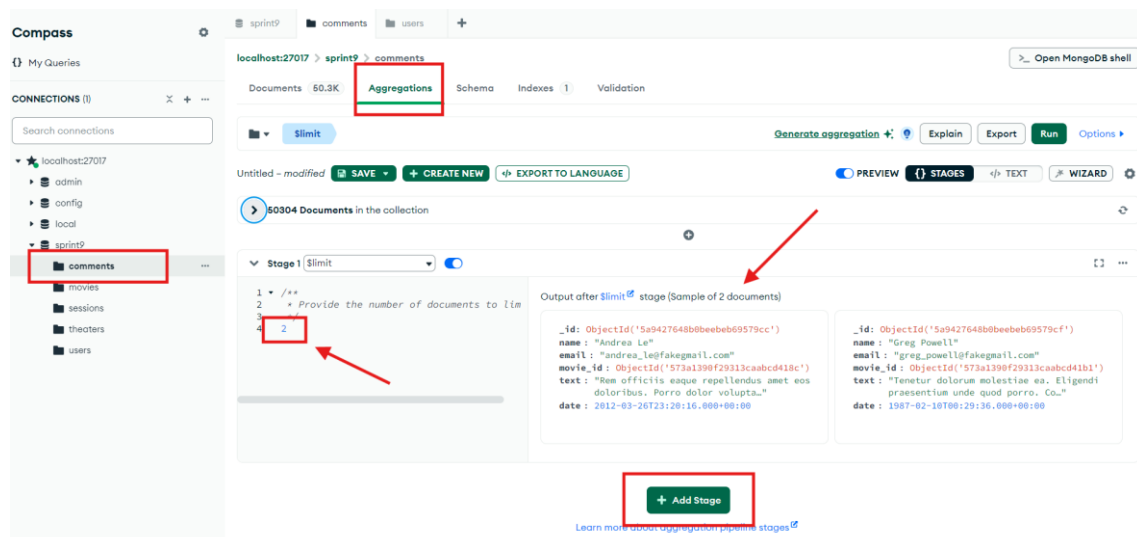 Compass
{} My Queries
CONNECTIONS (1)
Search connections
localhost:27017
admin
config
local
sprint9
comments
movies
sessions
theaters
users
sprint9
comments
users
localhost:27017 > sprint9 > comments
>_ Open MongoDB shell
Documents 50.3K Aggregations Schema Indexes 1 Validation
$limit
Generate aggregation Explain Export Run Options
Untitled – modified SAVE + CREATE NEW </> EXPORT TO LANGUAGE
PREVIEW {} STAGES </> TEXT WIZARD
50304 Documents in the collection
Stage 1 $limit
1 /**
2 * Provide the number of documents to lim
3 */
4 2
Output after $limit stage (Sample of 2 documents)
_id: ObjectId('5a9427648b0beebeb69579cc')
name : "Andrea Le"
email : "andrea_le@fakegmail.com"
movie_id : ObjectId('573a1390f29313caabcd418c')
text : "Rem officiis eaque repellendus amet eos
doloribus. Porro dolor volupta…"
date : 2012-03-26T23:20:16.000+00:00
_id: ObjectId('5a9427648b0beebeb69579cf')
name : "Greg Powell"
email : "greg_powell@fakegmail.com"
movie_id : ObjectId('573a1390f29313caabcd41b1')
text : "Tenetur dolorum molestiae ea. Eligendi
praesentium unde quod porro. Co…"
date : 1987-02-10T00:29:36.000+00:00
+ Add Stage
Learn more about aggregation pipeline stages